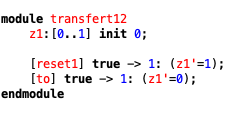 module transfert12
z1:[0..1] init 0;
[reset1] true -> 1: (z1'=1);
[to] true -> 1: (z1'=0);
endmodule